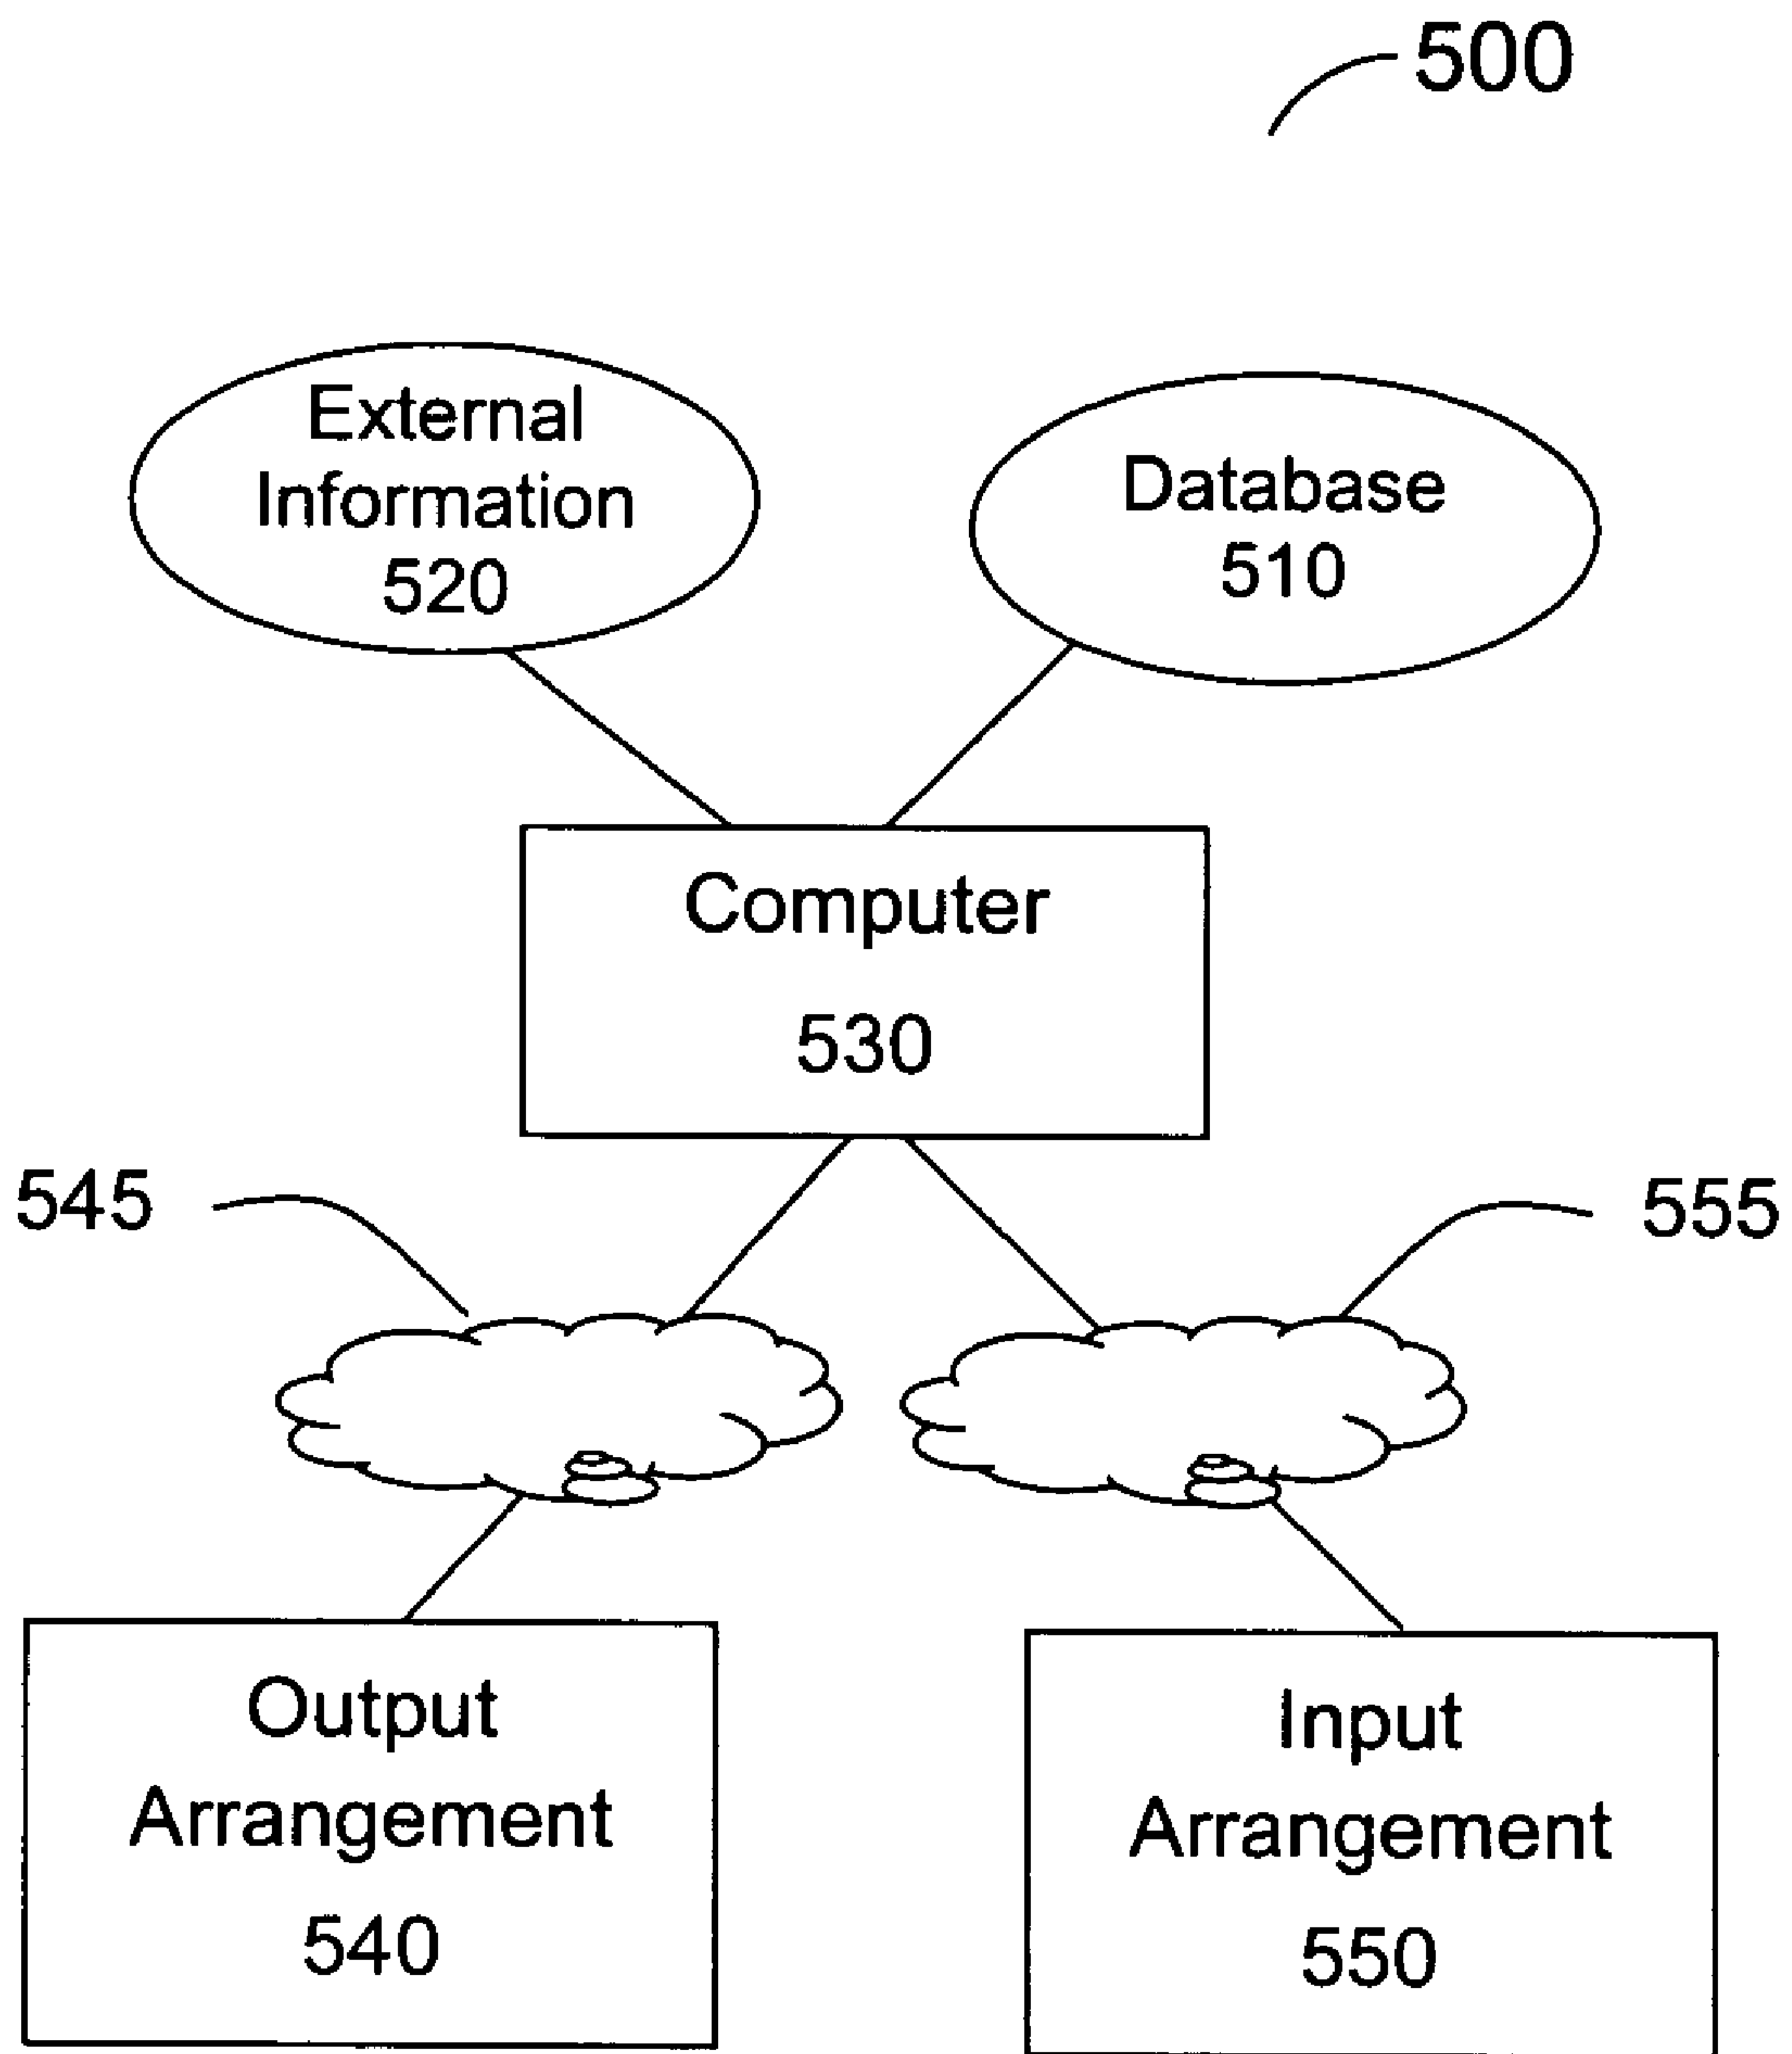 500
External
Information
520
Database
510
Computer
530
545
555
Output
Arrangement
540
Input
Arrangement
550